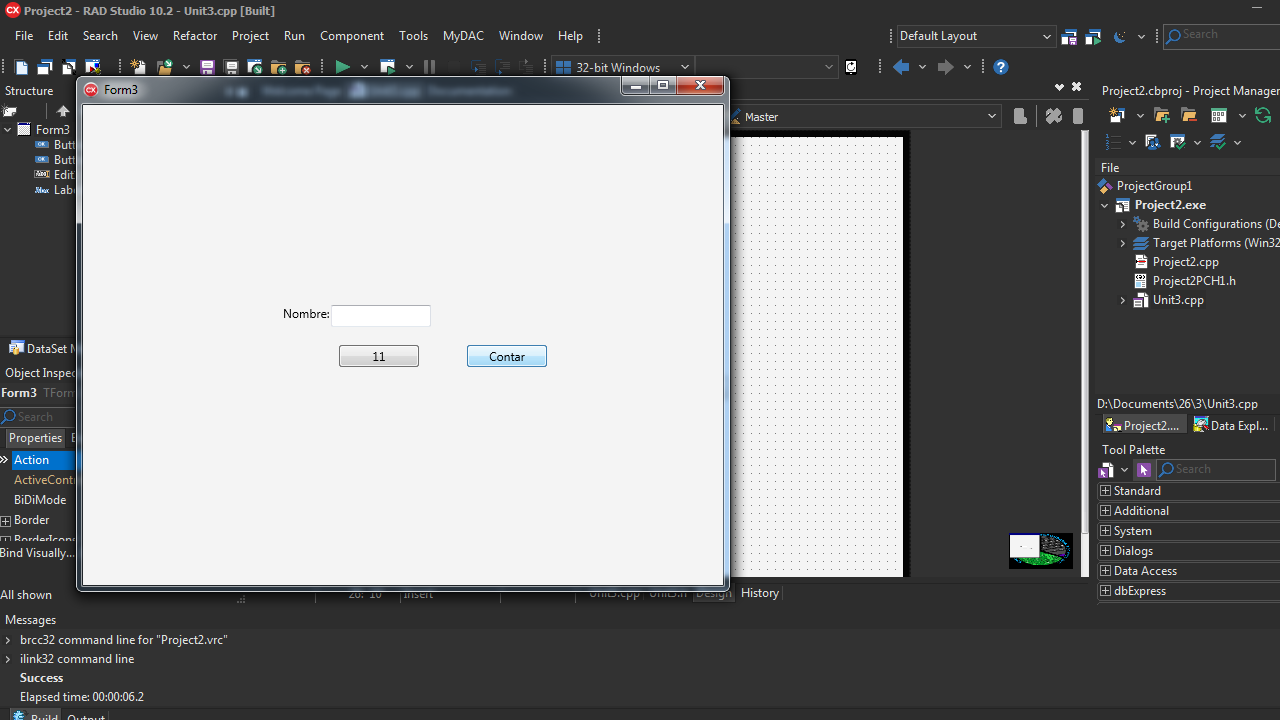 Project2 - RAD Studio 10.2 - Unit3.cpp [Built]
File Edit Search View Refactor Project Run Component Tools MyDAC Window Help
Default Layout
Search
32-bit Windows
Structure
Form3
Form3
Butt
Butt
Edit
Labe
Master
Nombre:
11
Contar
DataSet M
Object Inspec
Form3 TForm
Search
Properties E
Action
ActiveContr
BiDiMode
Border
BorderIcons
Bind Visually...
All shown
26: 10
Insert
Unit3.cpp Unit3.h Design History
Project2.cbproj - Project Manager
File
ProjectGroup1
Project2.exe
Build Configurations (De
Target Platforms (Win32
Project2.cpp
Project2PCH1.h
Unit3.cpp
D:\Documents\26\3\Unit3.cpp
Project2.... Data Expl...
Tool Palette
Search
Standard
Additional
System
Dialogs
Data Access
dbExpress
Messages
brcc32 command line for "Project2.vrc"
ilink32 command line
Success
Elapsed time: 00:00:06.2
Build Output